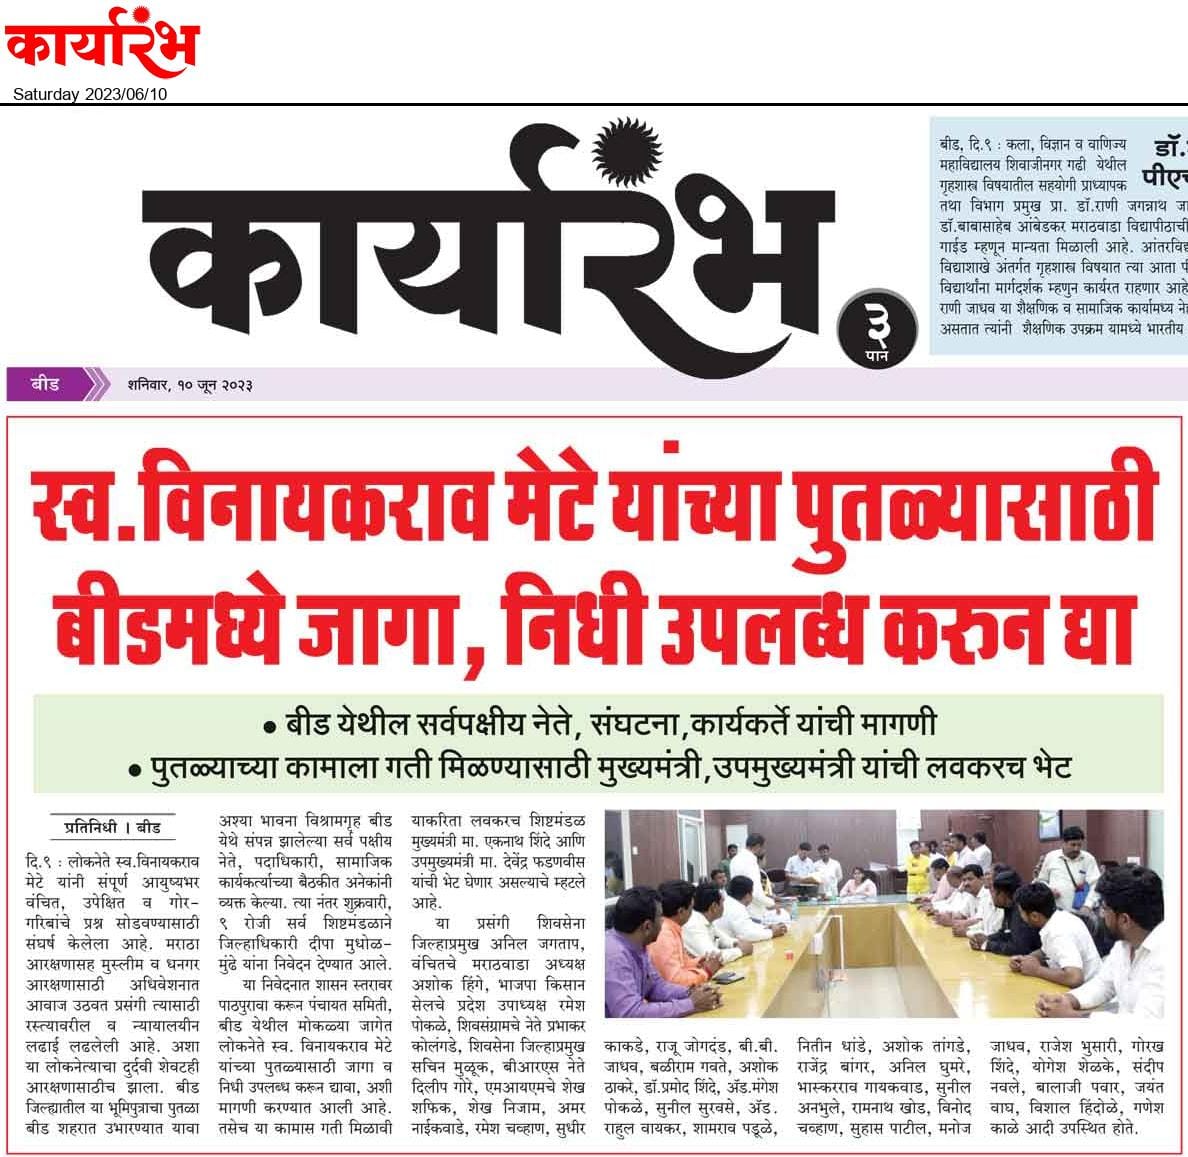 कार्यारंभ
Saturday 2023/06/10
कार्यारंभ
३
पान
बीड, दि.९ : कला, विज्ञान व वाणिज्य
महाविद्यालय शिवाजीनगर गढी येथील
गृहशास्त्र विषयातील सहयोगी प्राध्यापक
तथा विभाग प्रमुख प्रा. डॉ.राणी जगन्नाथ जा
डॉ.बाबासाहेब आंबेडकर मराठवाडा विद्यापीठाची
गाईड म्हणून मान्यता मिळाली आहे. आंतरविद्
विद्याशाखे अंतर्गत गृहशास्त्र विषयात त्या आता पी
विद्यार्थांना मार्गदर्शक म्हणुन कार्यरत राहणार आहे
राणी जाधव या शैक्षणिक व सामाजिक कार्यामध्य ने
असतात त्यांनी शैक्षणिक उपक्रम यामध्ये भारतीय
डॉ.
पीएच
बीड
शनिवार, १० जून २०२३
स्व.विनायकराव मेटे यांच्या पुतळ्यासाठी
बीडमध्ये जागा, निधी उपलब्ध करुन द्या
● बीड येथील सर्वपक्षीय नेते, संघटना,कार्यकर्ते यांची मागणी
● पुतळ्याच्या कामाला गती मिळण्यासाठी मुख्यमंत्री,उपमुख्यमंत्री यांची लवकरच भेट
प्रतिनिधी । बीड
दि.९ : लोकनेते स्व.विनायकराव
मेटे यांनी संपूर्ण आयुष्यभर
वंचित, उपेक्षित व गोर-
गरिबांचे प्रश्न सोडवण्यासाठी
संघर्ष केलेला आहे. मराठा
आरक्षणासह मुस्लीम व धनगर
आरक्षणासाठी अधिवेशनात
आवाज उठवत प्रसंगी त्यासाठी
रस्त्यावरील व न्यायालयीन
लढाई लढलेली आहे. अशा
या लोकनेत्याचा दुर्दवी शेवटही
आरक्षणासाठीच झाला. बीड
जिल्ह्यातील या भूमिपुत्राचा पुतळा
बीड शहरात उभारण्यात यावा
अश्या भावना विश्रामगृह बीड
येथे संपन्न झालेल्या सर्व पक्षीय
नेते, पदाधिकारी, सामाजिक
कार्यकर्त्याच्या बैठकीत अनेकांनी
व्यक्त केल्या. त्या नंतर शुक्रवारी,
९ रोजी सर्व शिष्टमंडळाने
जिल्हाधिकारी दीपा मुधोळ-
मुंढे यांना निवेदन देण्यात आले.
या निवेदनात शासन स्तरावर
पाठपुरावा करून पंचायत समिती,
बीड येथील मोकळ्या जागेत
लोकनेते स्व. विनायकराव मेटे
यांच्या पुतळ्यासाठी जागा व
निधी उपलब्ध करून द्यावा, अशी
मागणी करण्यात आली आहे.
तसेच या कामास गती मिळावी
याकरिता लवकरच शिष्टमंडळ
मुख्यमंत्री मा. एकनाथ शिंदे आणि
उपमुख्यमंत्री मा. देवेंद्र फडणवीस
यांची भेट घेणार असल्याचे म्हटले
आहे.
या प्रसंगी शिवसेना
जिल्हाप्रमुख अनिल जगताप,
वंचितचे मराठवाडा अध्यक्ष
अशोक हिंगे, भाजपा किसान
सेलचे प्रदेश उपाध्यक्ष रमेश
पोकळे, शिवसंग्रामचे नेते प्रभाकर
कोलंगडे, शिवसेना जिल्हाप्रमुख
सचिन मुळूक, बीआरएस नेते
दिलीप गोरे, एमआयएमचे शेख
शफिक, शेख निजाम, अमर
नाईकवाडे, रमेश चव्हाण, सुधीर
काकडे, राजू जोगदंड, बी.बी.
जाधव, बळीराम गवते, अशोक
ठाकरे, डॉ.प्रमोद शिंदे, ॲड.मंगेश
पोकळे, सुनील सुरवसे, ॲड.
राहुल वायकर, शामराव पडूळे,
नितीन धांडे, अशोक तांगडे,
राजेंद्र बांगर, अनिल घुमरे,
भास्करराव गायकवाड, सुनील
अनभुले, रामनाथ खोड, विनोद
चव्हाण, सुहास पाटील, मनोज
जाधव, राजेश भुसारी, गोरख
शिंदे, योगेश शेळके, संदीप
नवले, बालाजी पवार, जयंत
वाघ, विशाल हिंदोळे, गणेश
काळे आदी उपस्थित होते.